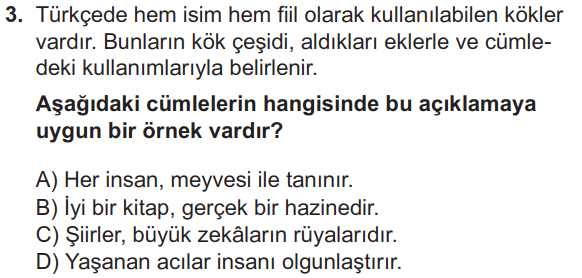 3. Türkçede hem isim hem fiil olarak kullanılabilen kökler
vardır. Bunların kök çeşidi, aldıkları eklerle ve cümle-
deki kullanımlarıyla belirlenir.
Aşağıdaki cümlelerin hangisinde bu açıklamaya
uygun bir örnek vardır?
A) Her insan, meyvesi ile tanınır.
B) İyi bir kitap, gerçek bir hazinedir.
C) Şiirler, büyük zekâların rüyalarıdır.
D) Yaşanan acılar insanı olgunlaştırır.